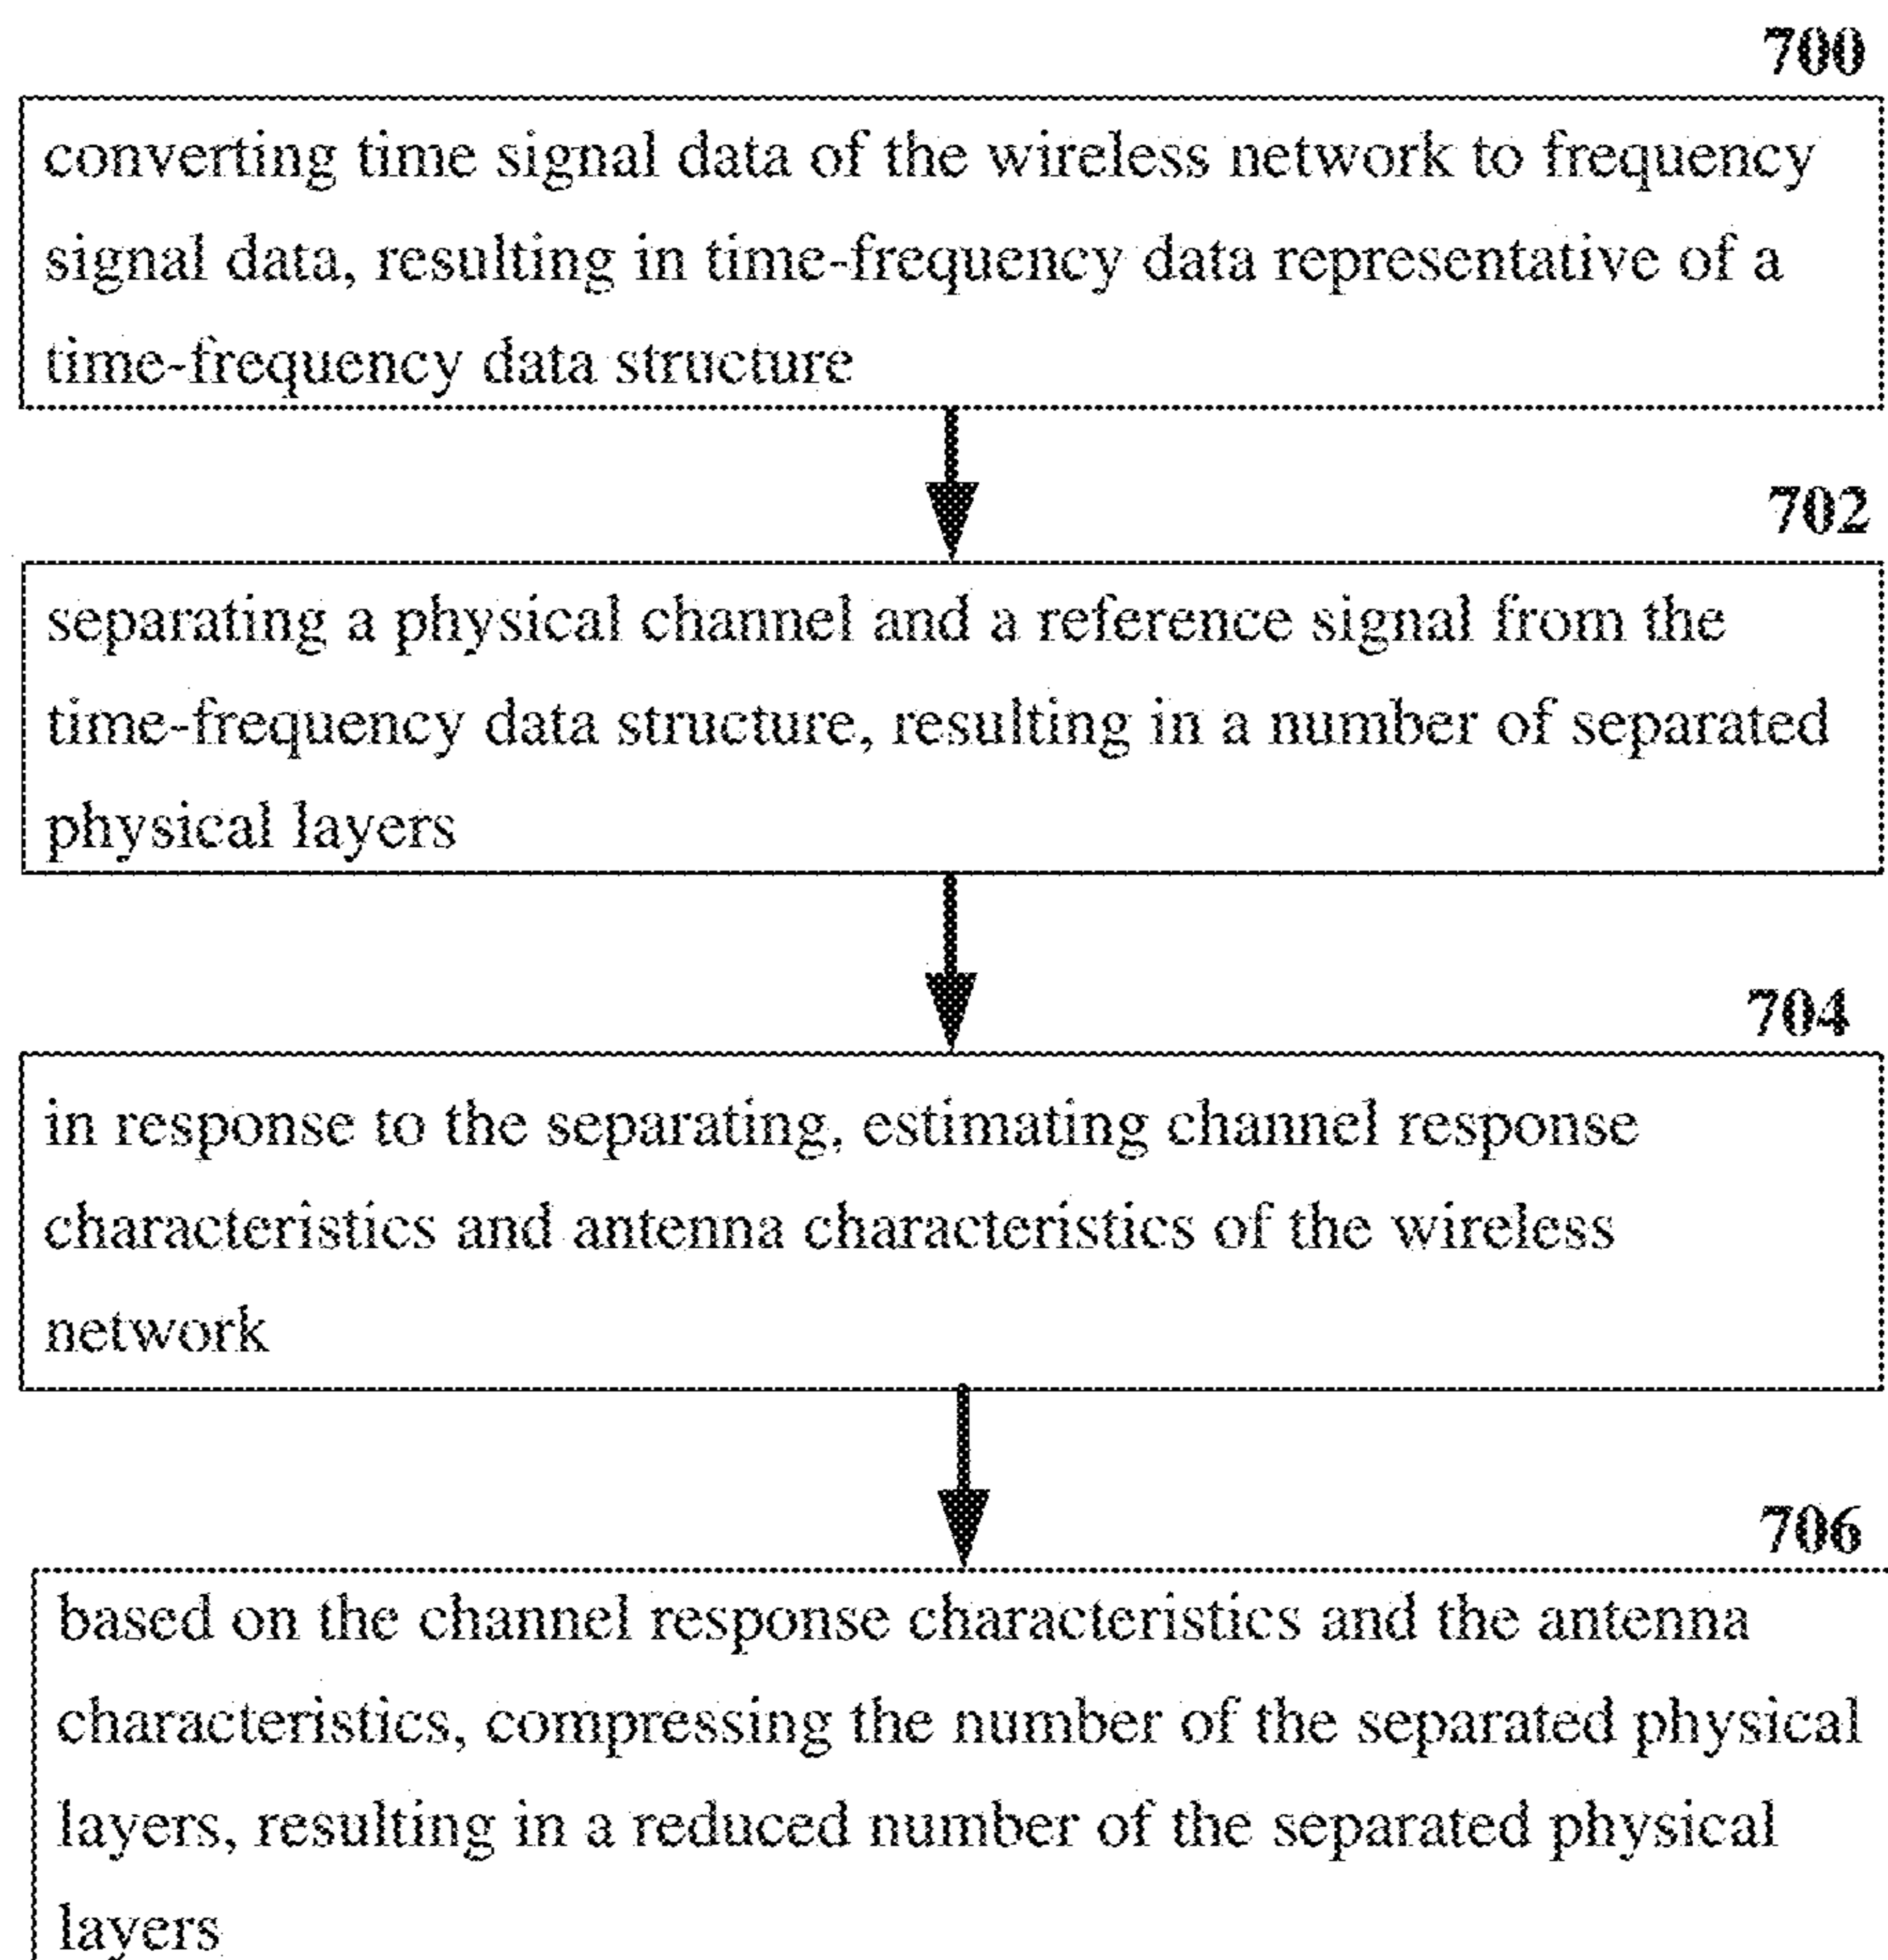 700
converting time signal data of the wireless network to frequency
signal data, resulting in time-frequency data representative of a
time-frequency data structure
702
separating a physical channel and a reference signal from the
time-frequency data structure, resulting in a number of separated
physical layers
704
in response to the separating, estimating channel response
characteristics and antenna characteristics of the wireless
network
706
based on the channel response characteristics and the antenna
characteristics, compressing the number of the separated physical
layers, resulting in a reduced number of the separated physical
layers